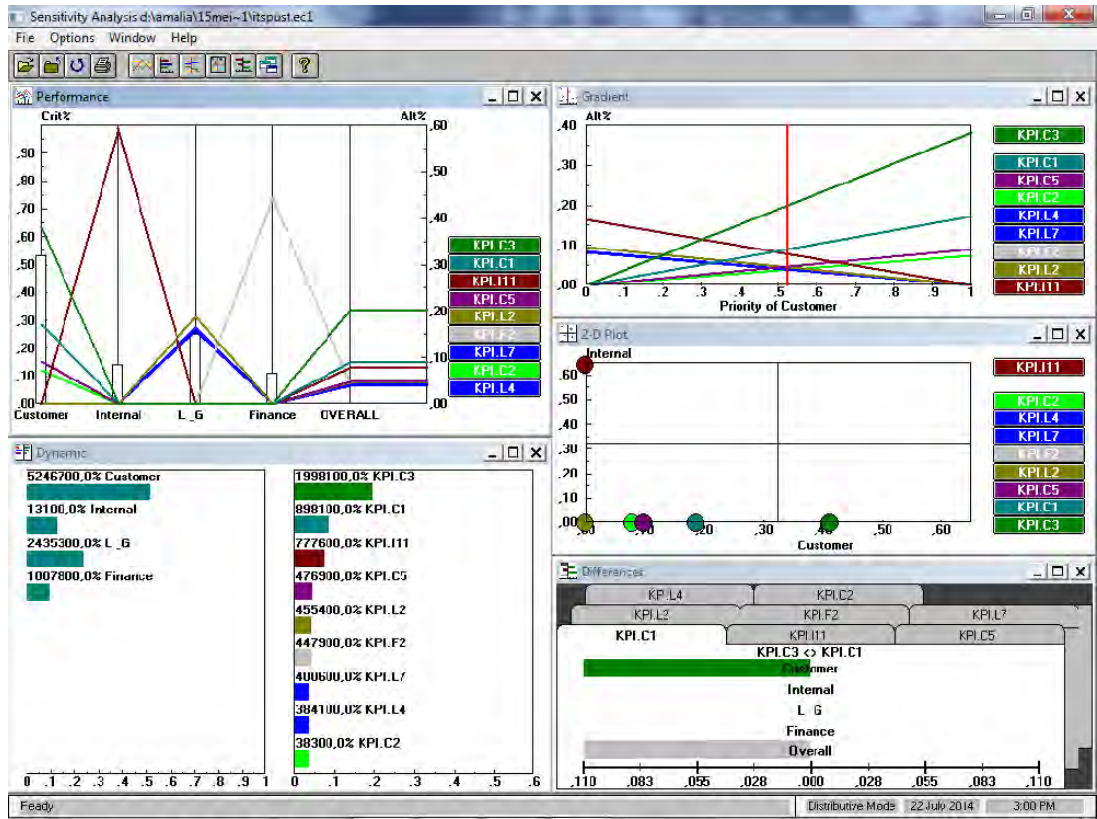 Sensitivity Analysis d:\amalia\15mei~1\itspust.ec1
File Options Window Help
Performance
Crit% Alt%
,90
,80
,60
,50
,40
,30
,20
,10
,00
,60
,50
,40
,30
,20
,10
,00
Customer Internal L_G Finance OVERALL
KPI.C3
KPI.C1
KPI.I11
KPI.C5
KPI.L2
KPI.F2
KPI.L7
KPI.C2
KPI.L4
Gradient
Alt%
,40
,30
,20
,10
,00
0 ,1 ,2 ,3 ,4 ,5 ,6 ,7 ,8 ,9 1
Priority of Customer
KPI.C3
KPI.C1
KPI.C5
KPI.C2
KPI.L4
KPI.L7
KPI.F2
KPI.L2
KPI.I11
2-D Plot
Internal
,60
,50
,40
,30
,20
,10
,00
,00 ,10 ,20 ,30 ,40 ,50 ,60
Customer
KPI.I11
KPI.C2
KPI.L4
KPI.L7
KPI.F2
KPI.L2
KPI.C5
KPI.C1
KPI.C3
Dynamic
5246700,0% Customer
13100,0% Internal
2435300,0% L_G
1007800,0% Finance
0 .1 .2 .3 .4 .5 .6 .7 .8 .9 1
1998100,0% KPI.C3
898100,0% KPI.C1
777600,0% KPI.I11
476900,0% KPI.C5
455400,0% KPI.L2
447900,0% KPI.F2
400600,0% KPI.L7
384100,0% KPI.L4
38300,0% KPI.C2
0 .1 .2 .3 .4 .5 .6
Differences
KPI.L4 KPI.C2
KPI.L2 KPI.F2 KPI.L7
KPI.C1 KPI.I11 KPI.C5
KPI.C3 <> KPI.C1
Customer
Internal
L_G
Finance
Overall
,110 ,083 ,055 ,028 ,000 ,028 ,055 ,083 ,110
Ready
Distributive Mode 22 July 2014 3:00 PM